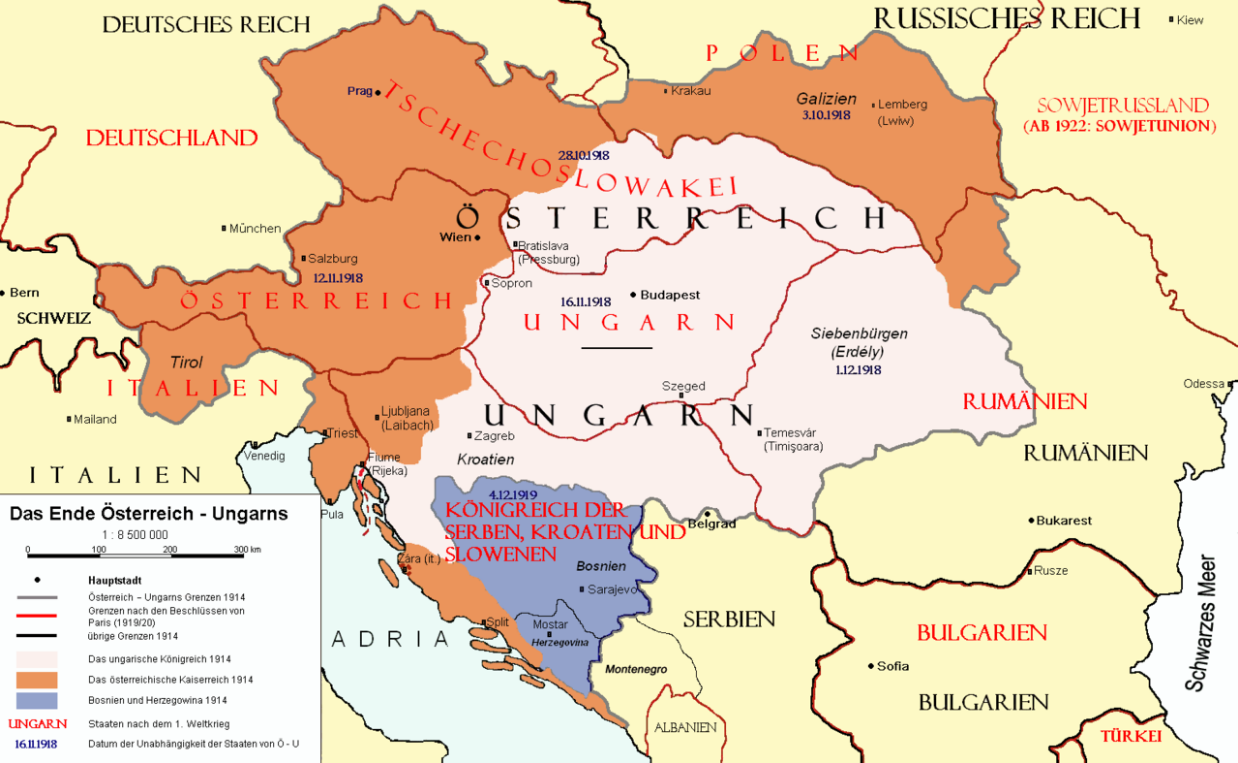 DEUTSCHES REICH
RUSSISCHES REICH
Kiew
POLEN
Prag
Krakau
Galizien
3.10.1918
Lemberg
(Lwiw)
SOWJETRUSSLAND
(AB 1922: SOWJETUNION)
DEUTSCHLAND
TSCHECHOSLOWAKEI
28.10.1918
ÖSTERREICH
München
Wien
Bratislava
(Pressburg)
Salzburg
12.11.1918
Sopron
Bern
ÖSTERREICH
16.11.1918
Budapest
SCHWEIZ
UNGARN
Siebenbürgen
(Erdély)
1.12.1918
Tirol
ITALIEN
Szeged
Odessa
RUMÄNIEN
Mailand
Ljubljana
(Laibach)
UNGARN
Triest
Zagreb
Temesvár
(Timişoara)
Venedig
Fiume
(Rijeka)
Kroatien
RUMÄNIEN
ITALIEN
4.12.1919
KÖNIGREICH DER
SERBEN, KROATEN UND
SLOWENEN
Pula
Belgrad
Bukarest
Zara (it.)
Bosnien
Sarajevo
Rusze
Schwarzes Meer
Split
Mostar
Herzegovina
SERBIEN
ADRIA
BULGARIEN
Montenegro
Sofia
BULGARIEN
ALBANIEN
TÜRKEI
Das Ende Österreich - Ungarns
1 : 8 500 000
0 100 200 300 km
Hauptstadt
Österreich - Ungarns Grenzen 1914
Grenzen nach den Beschlüssen von
Paris (1919/20)
übrige Grenzen 1914
Das ungarische Königreich 1914
Das österreichische Kaiserreich 1914
Bosnien und Herzegowina 1914
UNGARN Staaten nach dem 1. Weltkrieg
16.11.1918 Datum der Unabhängigkeit der Staaten von Ö - U